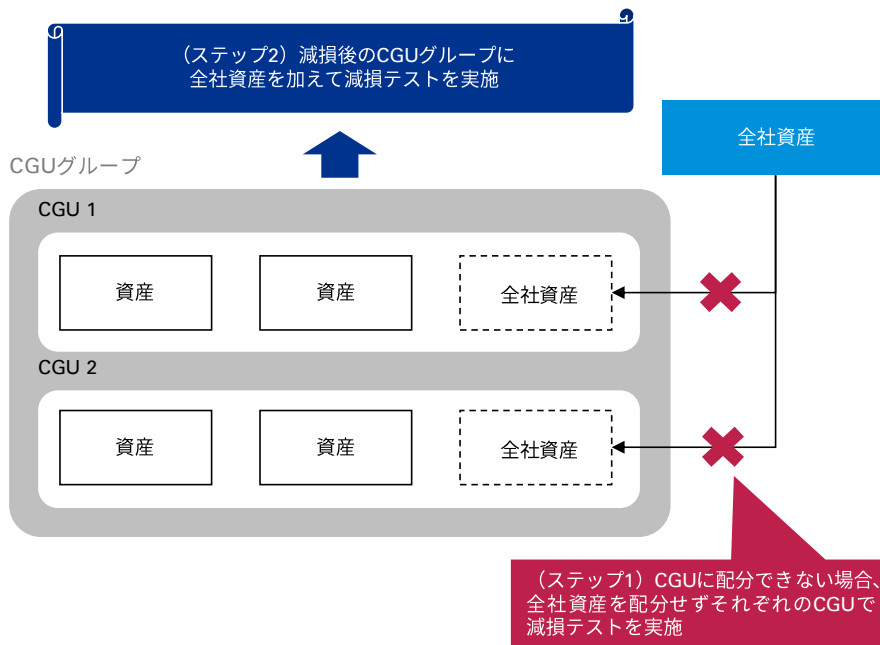 （ステップ2）減損後のCGUグループに
全社資産を加えて減損テストを実施
全社資産
CGUグループ
CGU 1
資産
資産
全社資産
CGU 2
資産
資産
全社資産
（ステップ1）CGUに配分できない場合、
全社資産を配分せずそれぞれのCGUで
減損テストを実施